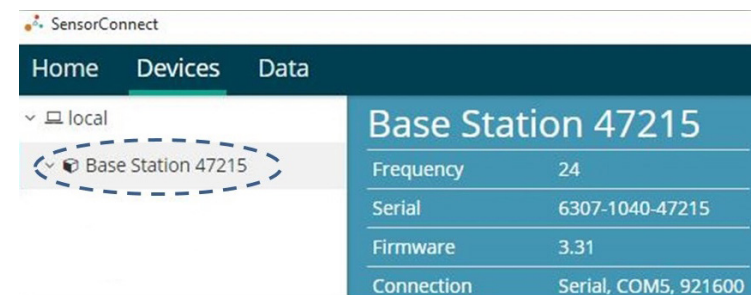 SensorConnect
Home Devices Data
local
Base Station 47215
Base Station 47215
Frequency 24
Serial 6307-1040-47215
Firmware 3.31
Connection Serial, COM5, 921600